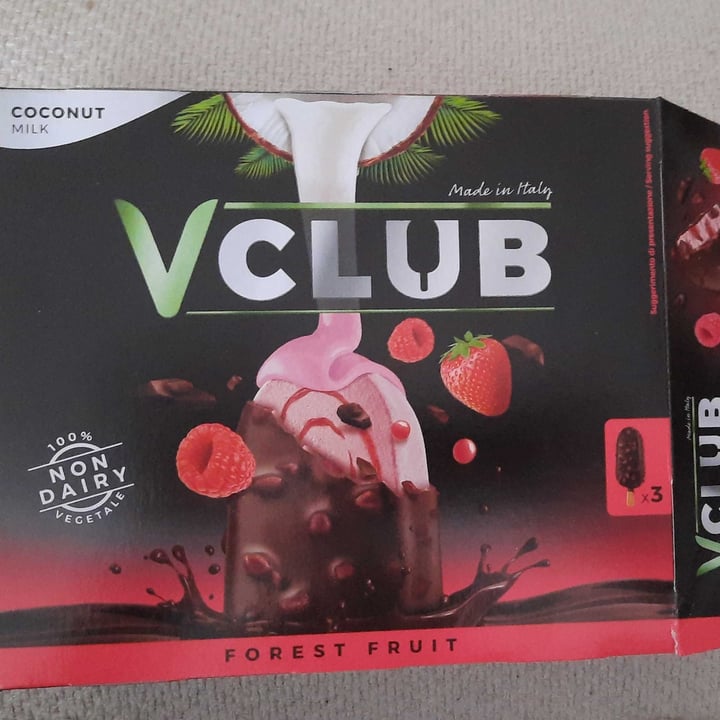 COCONUT
MILK
Made in Italy
VCLUB
100%
NON
DAIRY
VEGETALE
x3
FOREST FRUIT
Suggerimento di presentazione / Serving suggestion
Made in Italy
VCLUB